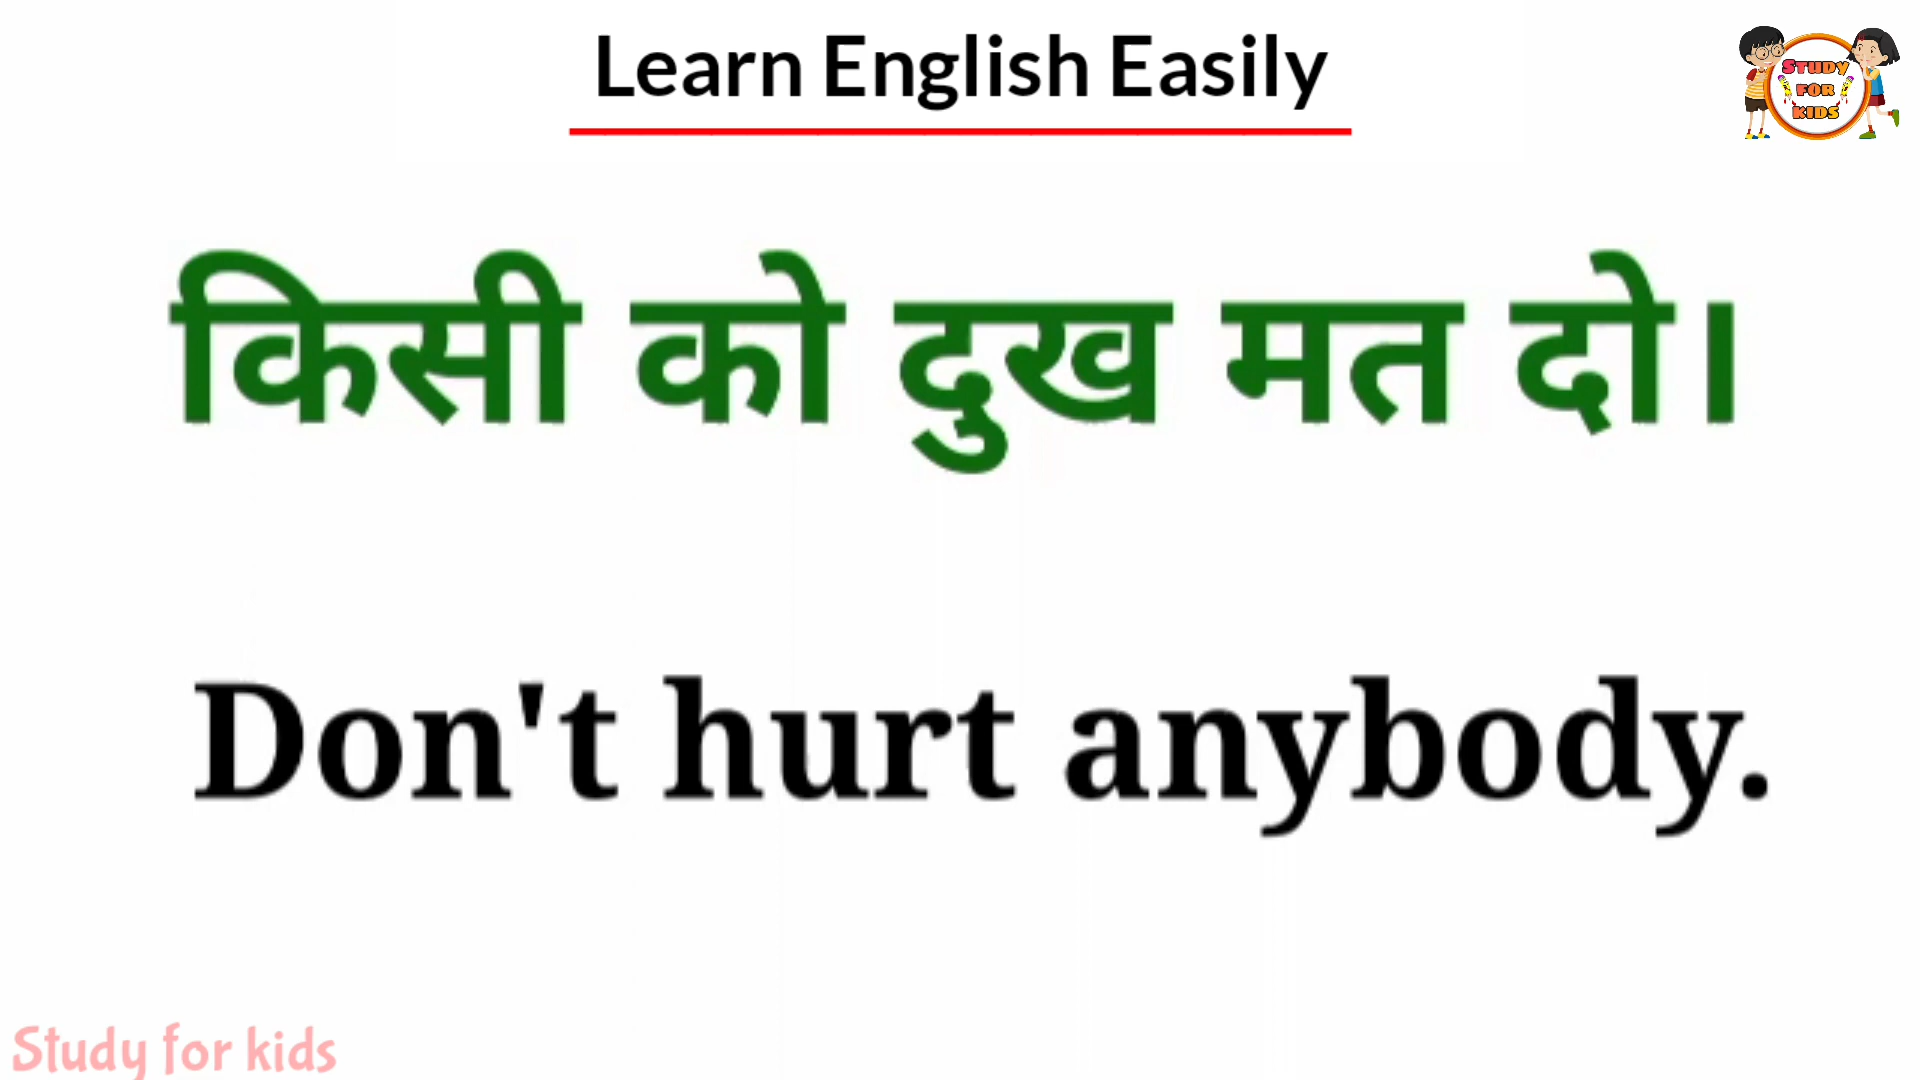 Learn English Easily
STUDY
FOR
KIDS
किसी को दुख मत दो।
Don't hurt anybody.
Study for kids